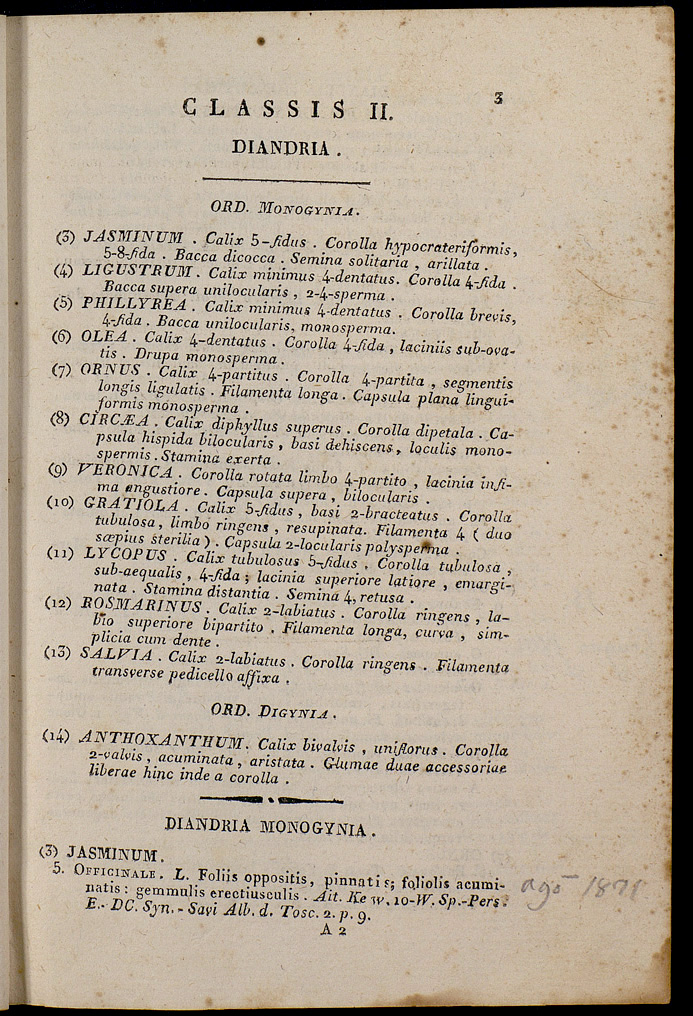 3
CLASSIS II.
DIANDRIA .
ORD. MONOGYNIA.
(3) JASMINUM . Calix 5-fidus . Corolla hypocrateriformis,
5-8-fida . Bacca dicocca . Semina solitaria , arillata .
(4) LIGUSTRUM . Calix minimus 4-dentatus. Corolla 4-fida .
Bacca supera unilocularis , 2-4-sperma .
(5) PHILLYREA . Calix minimus 4-dentatus . Corolla brevis,
4-fida . Bacca unilocularis, monosperma.
(6) OLEA . Calix 4-dentatus . Corolla 4-fida , laciniis sub-ova-
tis . Drupa monosperma .
(7) ORNUS . Calix 4-partitus . Corolla 4-partita , segmentis
longis ligulatis . Filamenta longa . Capsula plana lingui-
formis monosperma .
(8) CIRCÆA . Calix diphyllus superus . Corolla dipetala . Ca-
psula hispida bilocularis , basi dehiscens, loculis mono-
spermis . Stamina exerta .
(9) VERONICA . Corolla rotata limbo 4-partito , lacinia infi-
ma angustiore . Capsula supera , bilocularis .
(10) GRATIOLA . Calix 5-fidus , basi 2-bracteatus . Corolla
tubulosa , limbo ringens , resupinata. Filamenta 4 ( duo
sæpius sterilia ) . Capsula 2-locularis polysperma .
(11) LYCOPUS . Calix tubulosus 5-fidus . Corolla tubulosa ,
sub-aequalis , 4-fida ; lacinia superiore latiore , emargi-
nata . Stamina distantia . Semina 4, retusa .
(12) ROSMARINUS . Calix 2-labiatus . Corolla ringens , la-
bio superiore bipartito . Filamenta longa, curva , sim-
plicia cum dente .
(13) SALVIA . Calix 2-labiatus . Corolla ringens . Filamenta
transverse pedicello affixa .
ORD. DIGYNIA .
(14) ANTHOXANTHUM. Calix bivalvis , uniflorus . Corolla
2-valvis , acuminata , aristata . Glumae duae accessoriae
liberae hinc inde a corolla .
DIANDRIA MONOGYNIA .
(3) JASMINUM.
5. OFFICINALE . L. Foliis oppositis, pinnatis; foliolis acumi-
natis : gemmulis erectiusculis . Ait. Kew. 10-W. Sp.-Pers.
E.- DC. Syn. - Savi Alb. d. Tosc. 2. p. 9.
A 2